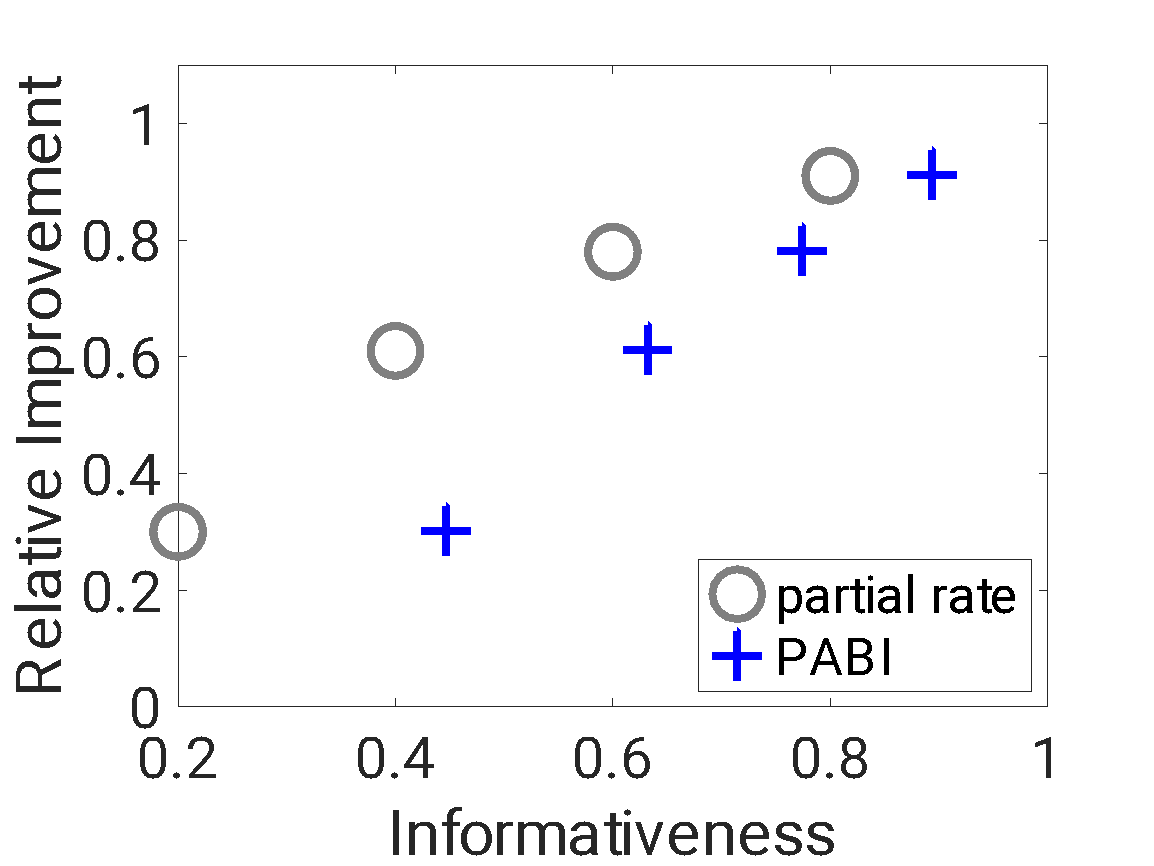 Relative Improvement
1
0.8
0.6
0.4
0.2
0
0.2 0.4 0.6 0.8 1
Informativeness
partial rate
PABI